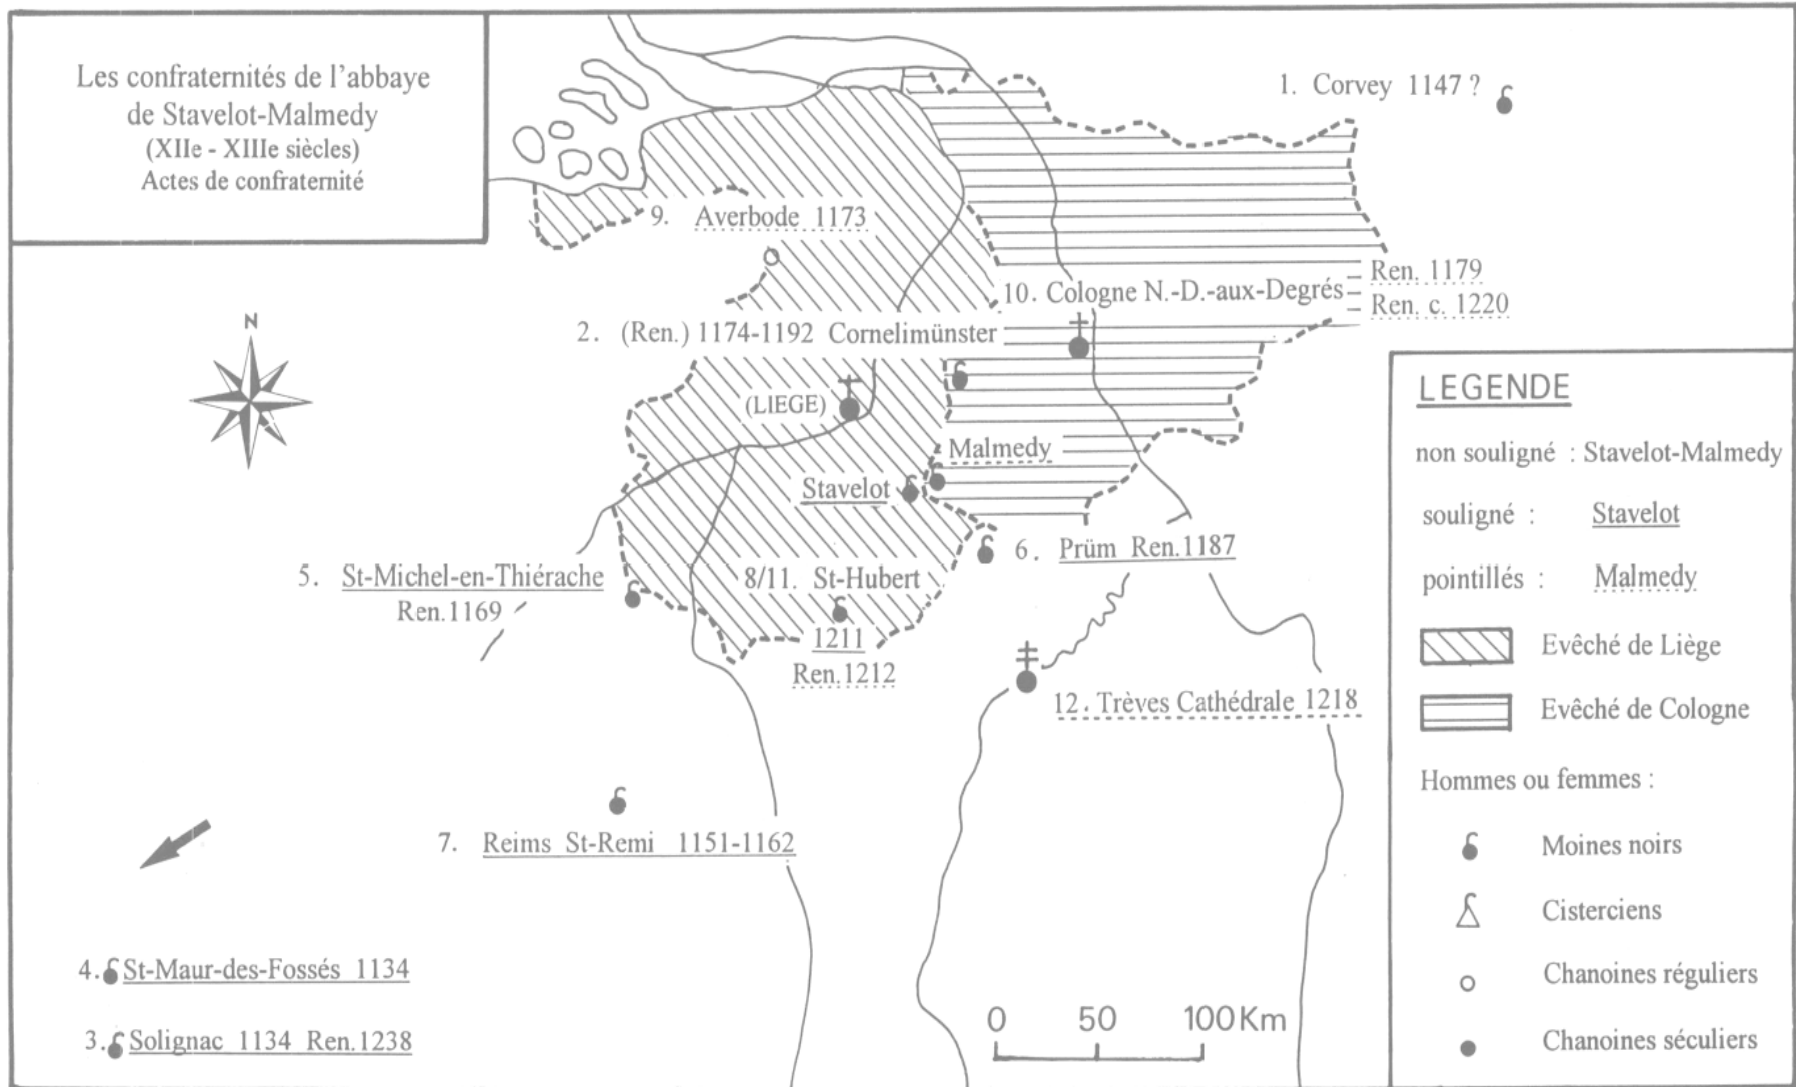 Les confraternités de l'abbaye
de Stavelot-Malmedy
(XIIe - XIIIe siècles)
Actes de confraternité
1. Corvey 1147 ?
9. Averbode 1173
Ren. 1179
10. Cologne N.-D.-aux-Degrés
Ren. c. 1220
2. (Ren.) 1174-1192 Cornelimünster
N
(LIEGE)
Malmedy
Stavelot
6. Prüm Ren.1187
5. St-Michel-en-Thiérache
Ren.1169
8/11. St-Hubert
1211
Ren.1212
12. Trèves Cathédrale 1218
7. Reims St-Remi 1151-1162
4. St-Maur-des-Fossés 1134
3. Solignac 1134 Ren.1238
0 50 100 Km
LEGENDE
non souligné : Stavelot-Malmedy
souligné : Stavelot
pointillés : Malmedy
Evêché de Liège
Evêché de Cologne
Hommes ou femmes :
Moines noirs
Cisterciens
Chanoines réguliers
Chanoines séculiers